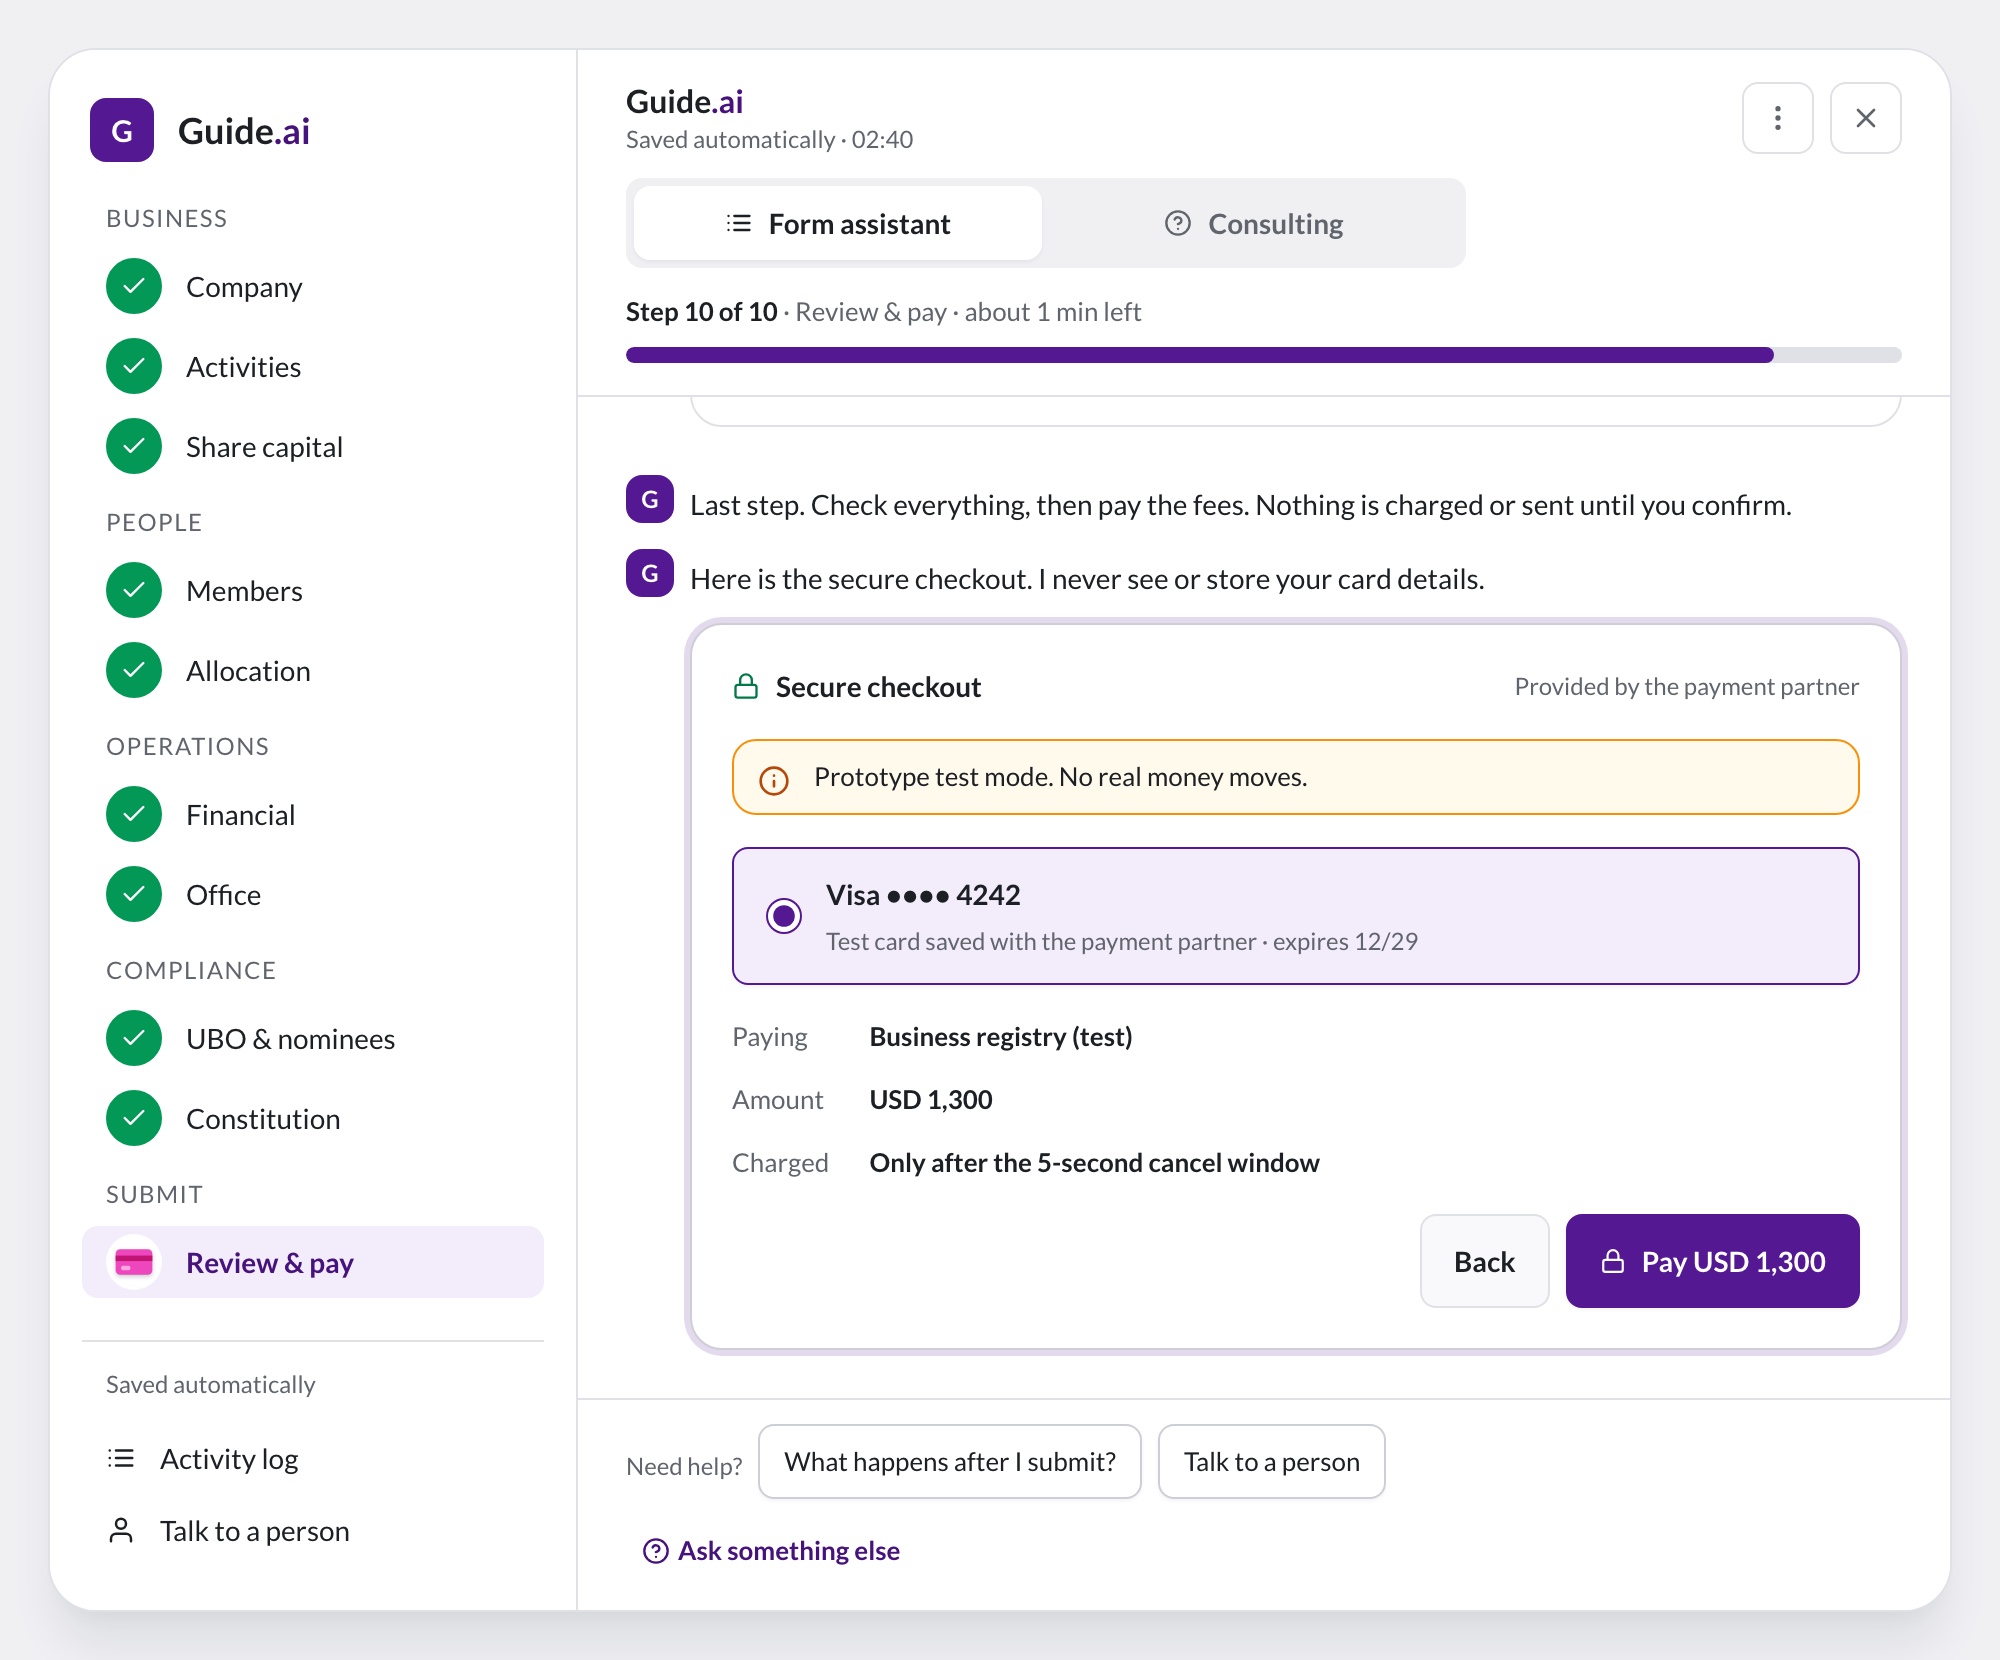 G Guide.ai
BUSINESS
Company
Activities
Share capital
PEOPLE
Members
Allocation
OPERATIONS
Financial
Office
COMPLIANCE
UBO & nominees
Constitution
SUBMIT
Review & pay
Saved automatically
Activity log
Talk to a person
Guide.ai
Saved automatically · 02:40
Form assistant
Consulting
Step 10 of 10 · Review & pay · about 1 min left
G Last step. Check everything, then pay the fees. Nothing is charged or sent until you confirm.
G Here is the secure checkout. I never see or store your card details.
Secure checkout
Provided by the payment partner
Prototype test mode. No real money moves.
Visa •••• 4242
Test card saved with the payment partner · expires 12/29
Paying Business registry (test)
Amount USD 1,300
Charged Only after the 5-second cancel window
Back
Pay USD 1,300
Need help?
What happens after I submit?
Talk to a person
Ask something else